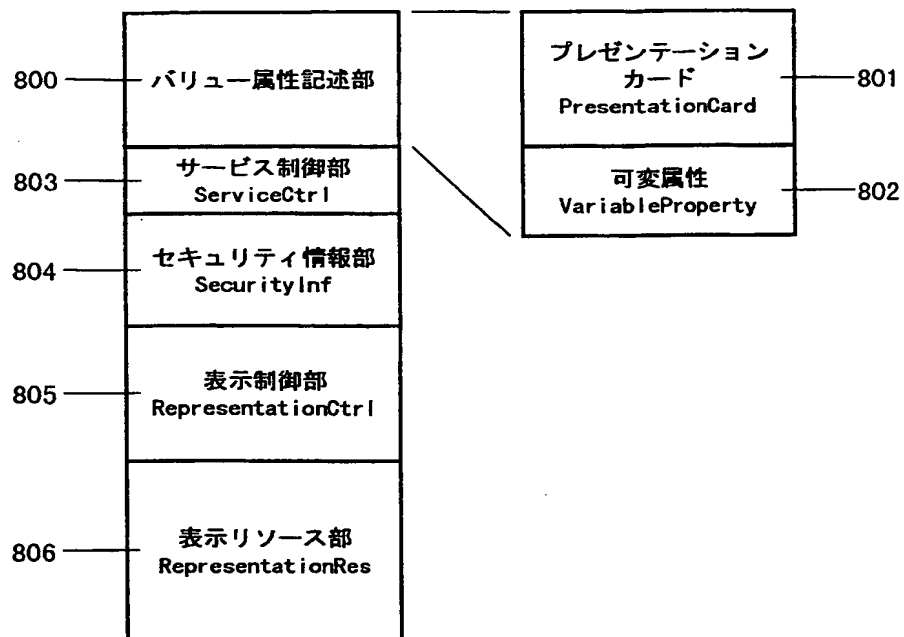 800
バリュー属性記述部
803
サービス制御部
ServiceCtrl
804
セキュリティ情報部
SecurityInf
805
表示制御部
RepresentationCtrl
806
表示リソース部
RepresentationRes
プレゼンテーション
カード
PresentationCard
801
可変属性
VariableProperty
802